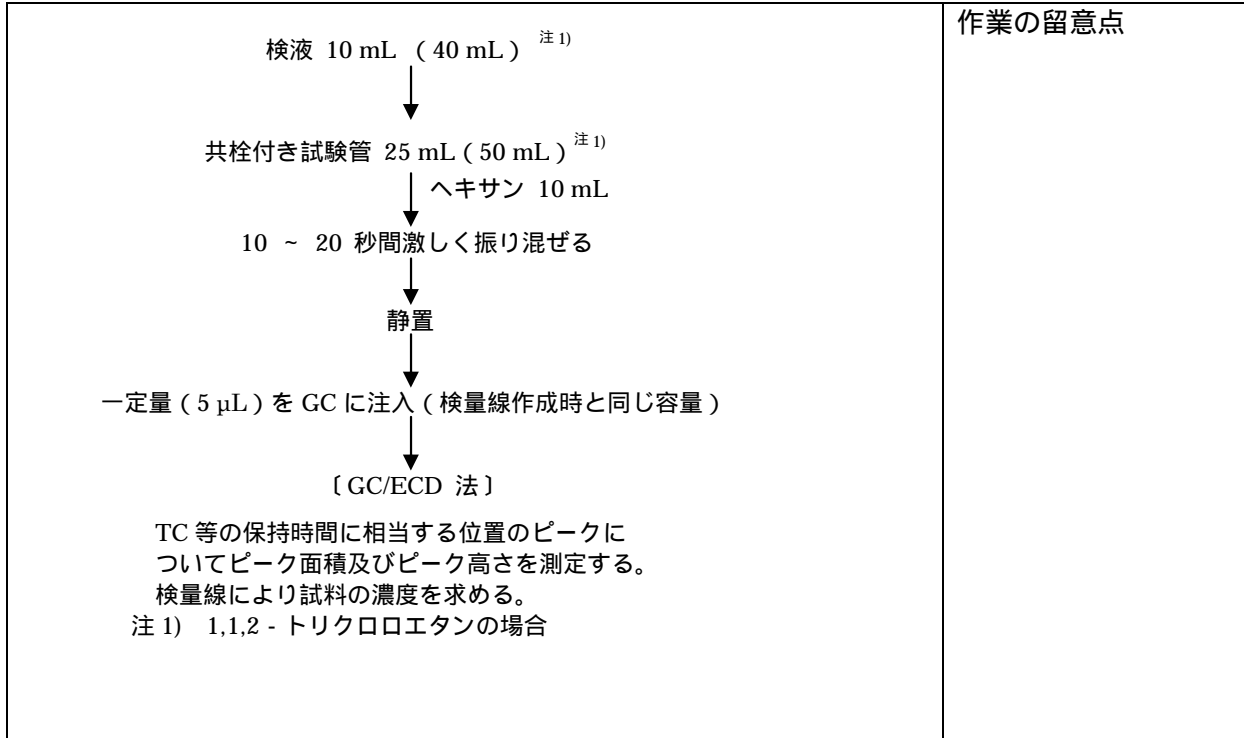 作業の留意点
検液 10 mL （ 40 mL ） 注 1)
共栓付き試験管 25 mL ( 50 mL ) 注 1)
ヘキサン 10 mL
10 ~ 20 秒間激しく振り混ぜる
静置
一定量（ 5 µL ）を GC に注入（検量線作成時と同じ容量）
〔 GC/ECD 法 〕
TC 等の保持時間に相当する位置のピークに
ついてピーク面積及びピーク高さを測定する。
検量線により試料の濃度を求める。
注 1) 1,1,2 - トリクロロエタンの場合